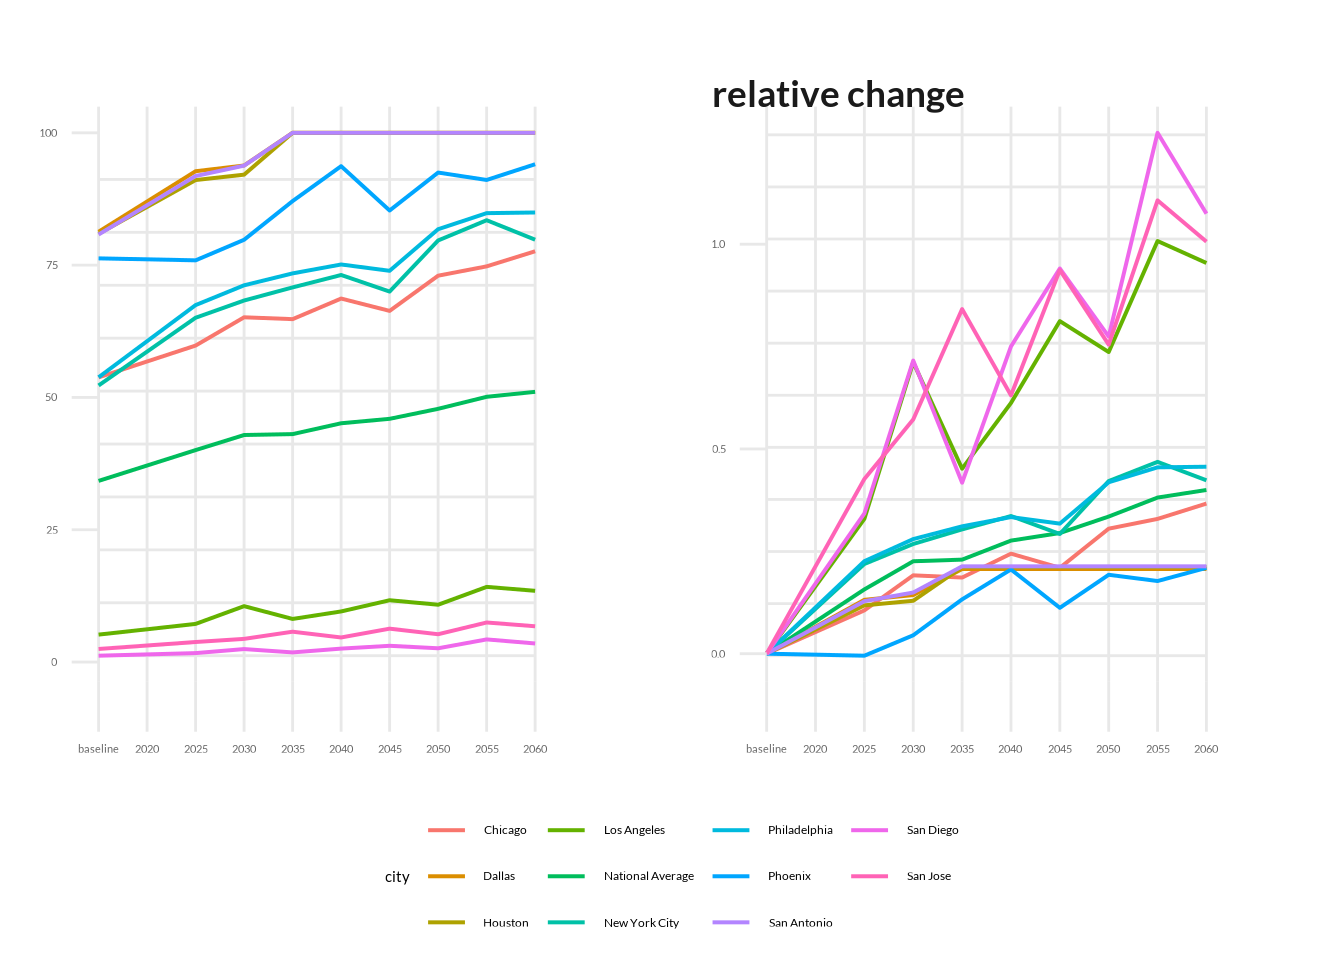 relative change
100
75
50
25
0
baseline 2020 2025 2030 2035 2040 2045 2050 2055 2060
1.0
0.5
0.0
baseline 2020 2025 2030 2035 2040 2045 2050 2055 2060
city
Chicago Los Angeles Philadelphia San Diego
Dallas National Average Phoenix San Jose
Houston New York City San Antonio